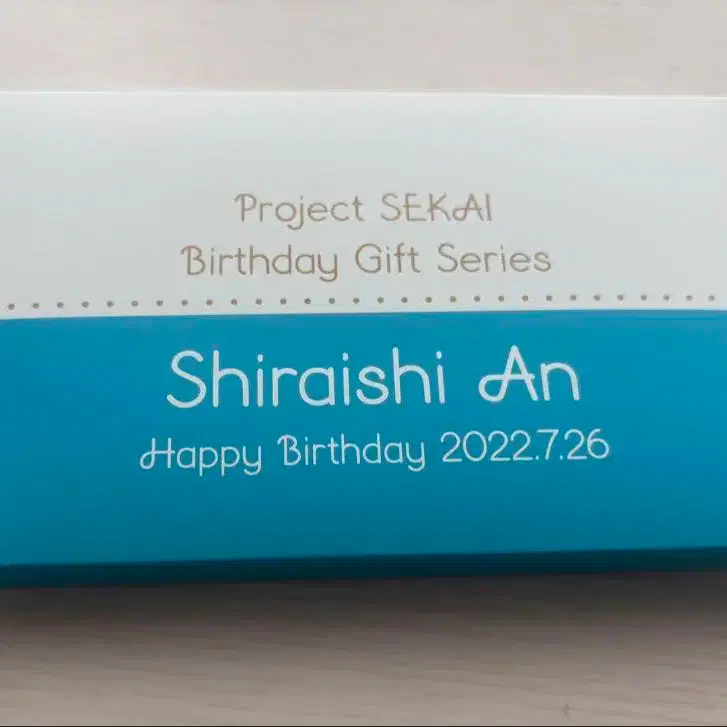 Project SEKAI
Birthday Gift Series
Shiraishi An
Happy Birthday 2022.7.26